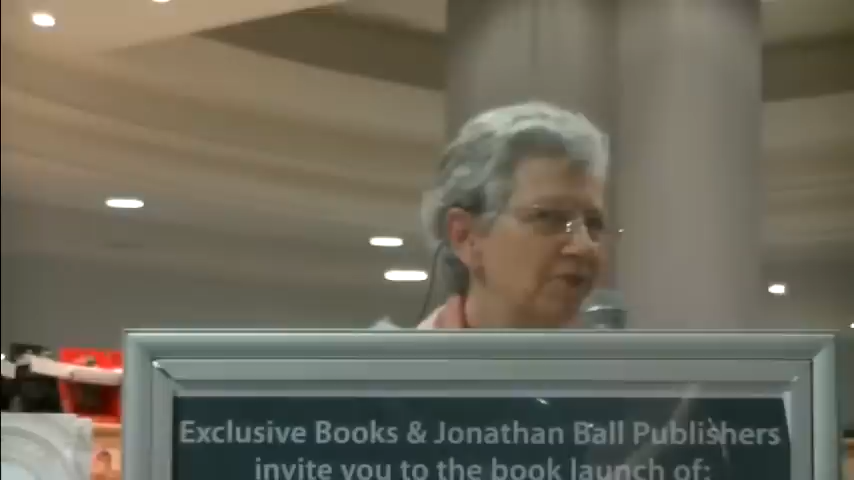 Exclusive Books & Jonathan Ball Publishers
invite you to the book launch of: